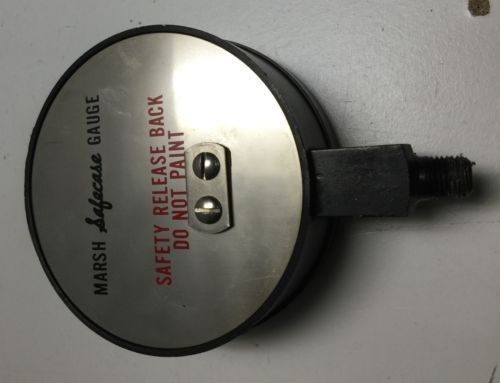 MARSH Safecase GAUGE
SAFETY RELEASE BACK
DO NOT PAINT